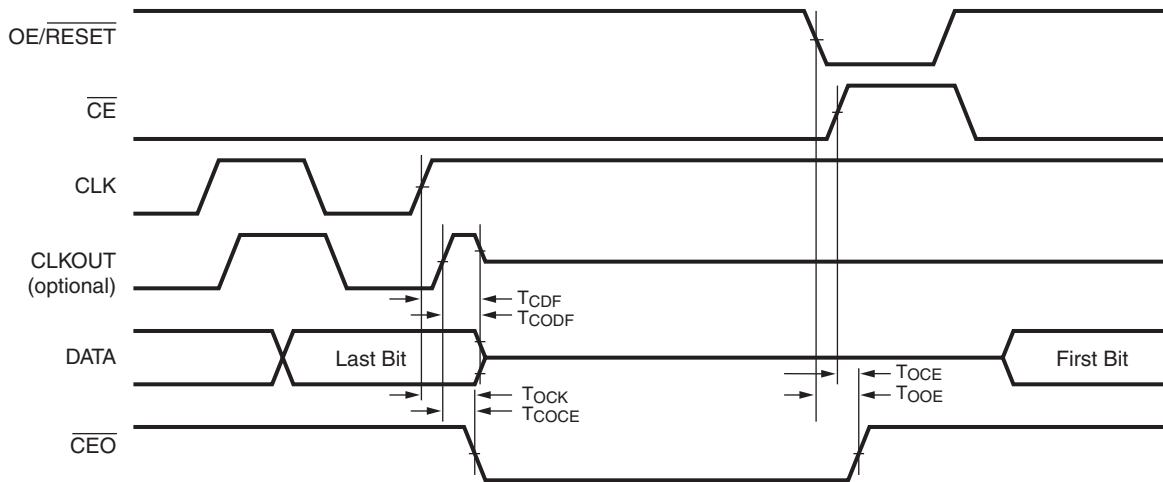 OE/RESET
CE
CLK
CLKOUT
(optional)
TCDF
TCODF
DATA
Last Bit
First Bit
TOCE
TOOE
TOCK
TCOCE
CEO